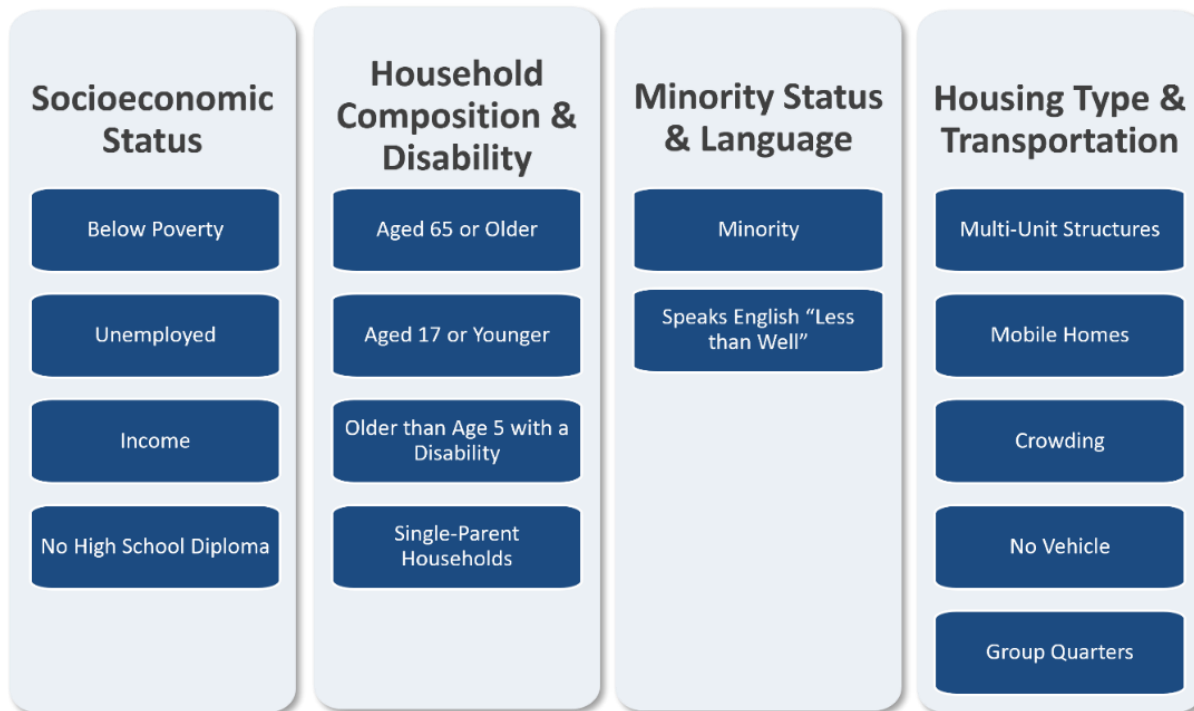 Socioeconomic
Status
Below Poverty
Unemployed
Income
No High School Diploma
Household
Composition &
Disability
Aged 65 or Older
Aged 17 or Younger
Older than Age 5 with a
Disability
Single-Parent
Households
Minority Status
& Language
Minority
Speaks English “Less
than Well”
Housing Type &
Transportation
Multi-Unit Structures
Mobile Homes
Crowding
No Vehicle
Group Quarters